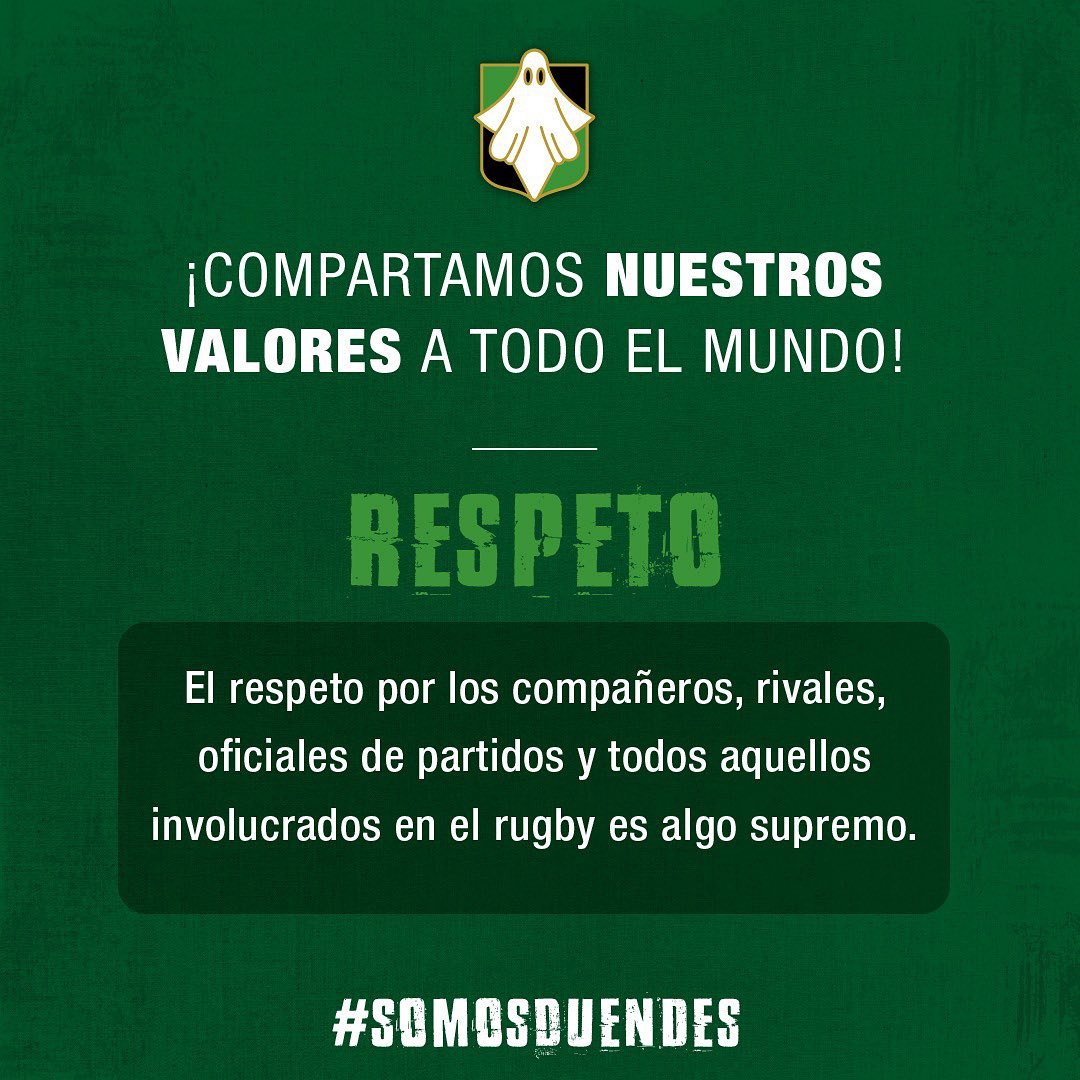 ¡COMPARTAMOS NUESTROS
VALORES A TODO EL MUNDO!
RESPETO
El respeto por los compañeros, rivales,
oficiales de partidos y todos aquellos
involucrados en el rugby es algo supremo.
#SOMOSDUENDES